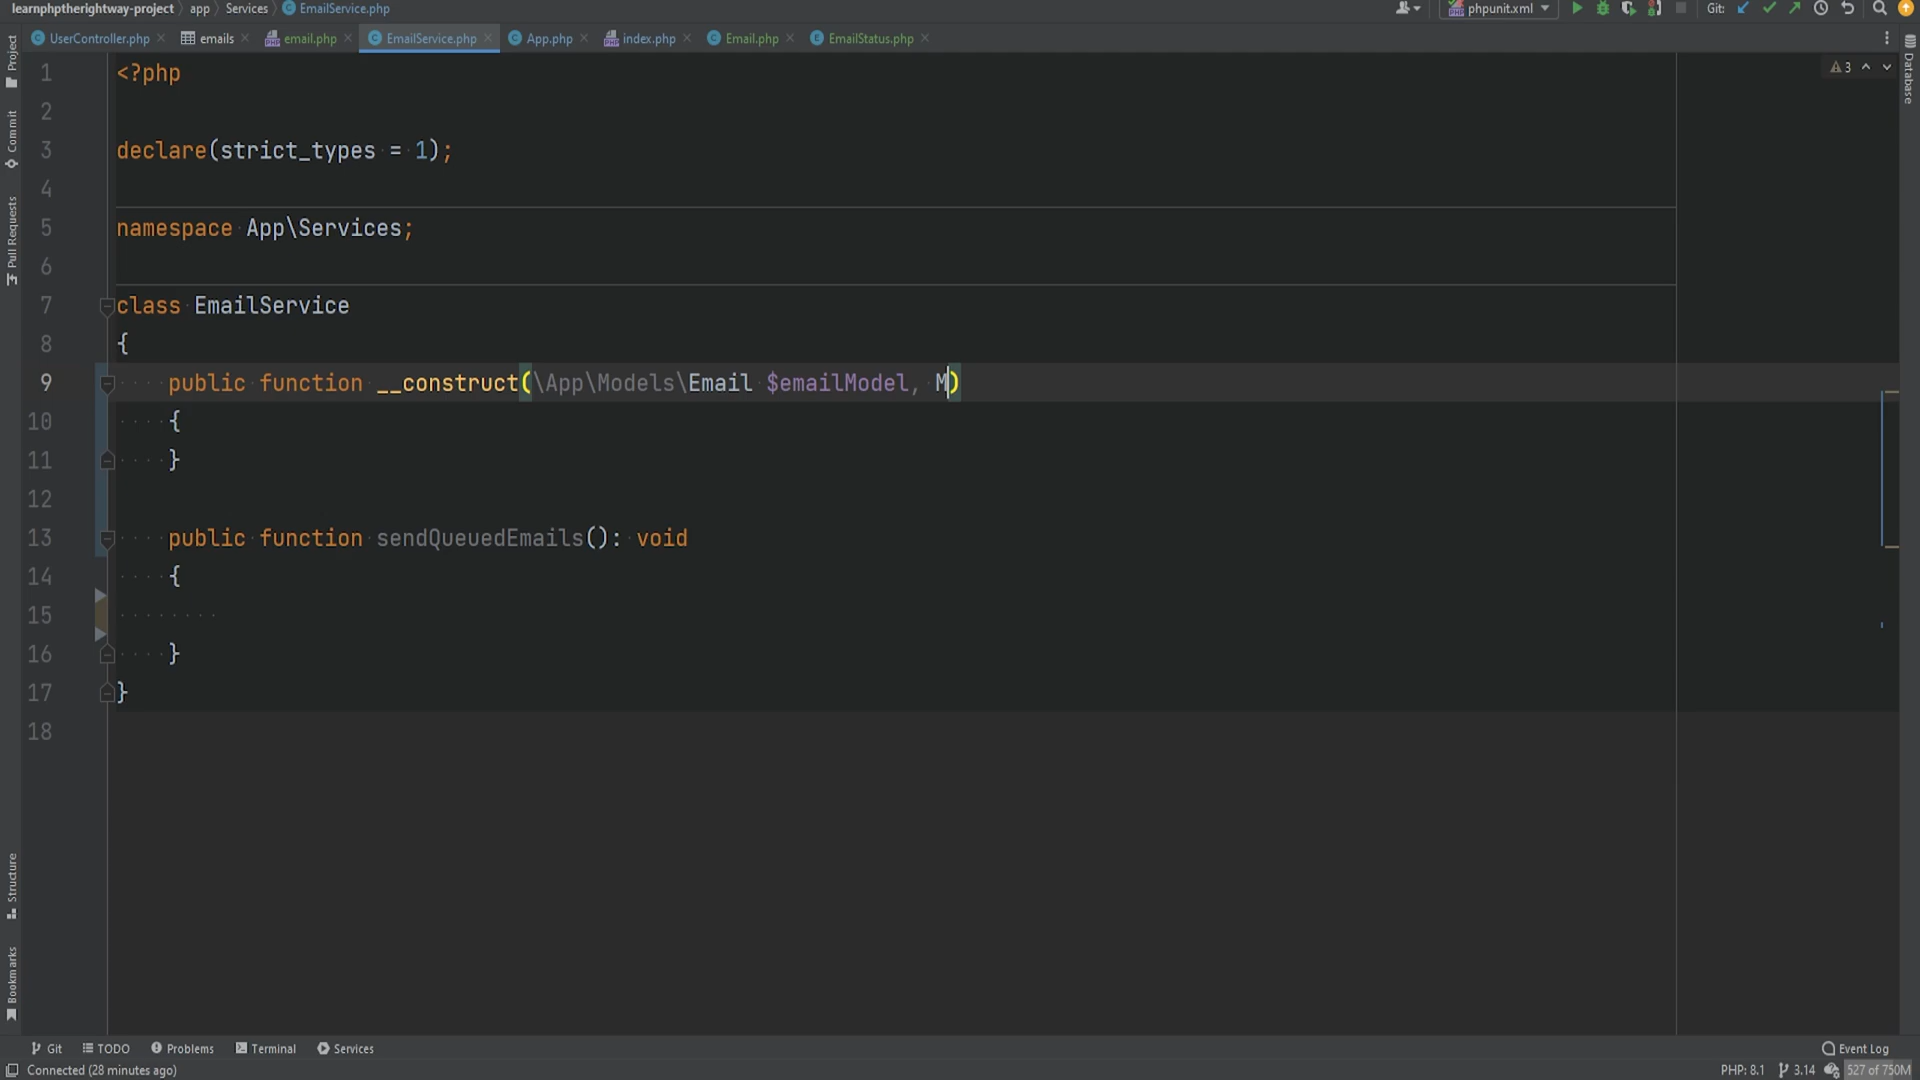 learnphptherightway-project app Services EmailService.php
phpunit.xml
Git:
UserController.php emails email.php EmailService.php App.php index.php Email.php EmailStatus.php
Project
Commit
Pull Requests
Structure
Bookmarks
Database
3
1 <?php
2
3 declare(strict_types = 1);
4
5 namespace App\Services;
6
7 class EmailService
8 {
9 public function __construct(\App\Models\Email $emailModel, M)
10 {
11 }
12
13 public function sendQueuedEmails(): void
14 {
15
16 }
17 }
18
Git TODO Problems Terminal Services Event Log
Connected (28 minutes ago) PHP: 8.1 3.14 527 of 750M